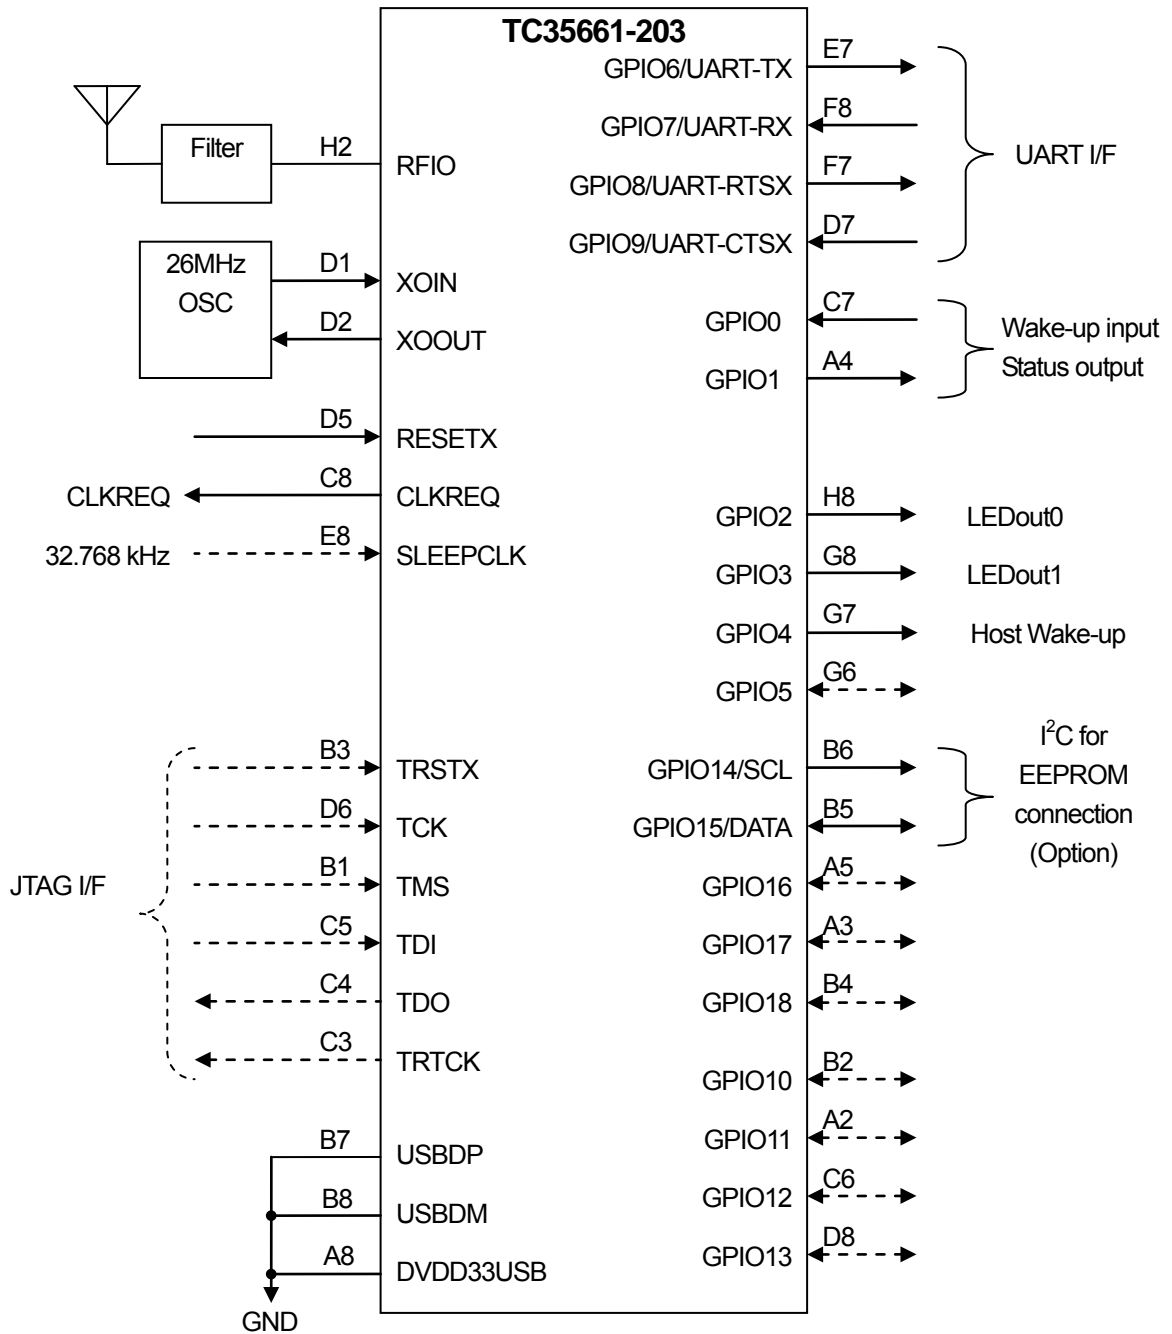 TC35661-203
GPIO6/UART-TX E7
GPIO7/UART-RX F8
GPIO8/UART-RTSX F7
GPIO9/UART-CTSX D7
UART I/F
Filter H2 RFIO
26MHz
OSC
D1 XOIN
D2 XOOUT
GPIO0 C7
GPIO1 A4
Wake-up input
Status output
D5 RESETX
CLKREQ C8 CLKREQ
32.768 kHz E8 SLEEPCLK
GPIO2 H8 LEDout0
GPIO3 G8 LEDout1
GPIO4 G7 Host Wake-up
GPIO5 G6
JTAG I/F
B3 TRSTX
D6 TCK
B1 TMS
C5 TDI
C4 TDO
C3 TRTCK
GPIO14/SCL B6
GPIO15/DATA B5
I²C for
EEPROM
connection
(Option)
GPIO16 A5
GPIO17 A3
GPIO18 B4
GPIO10 B2
GPIO11 A2
GPIO12 C6
GPIO13 D8
B7 USBDP
B8 USBDM
A8 DVDD33USB
GND